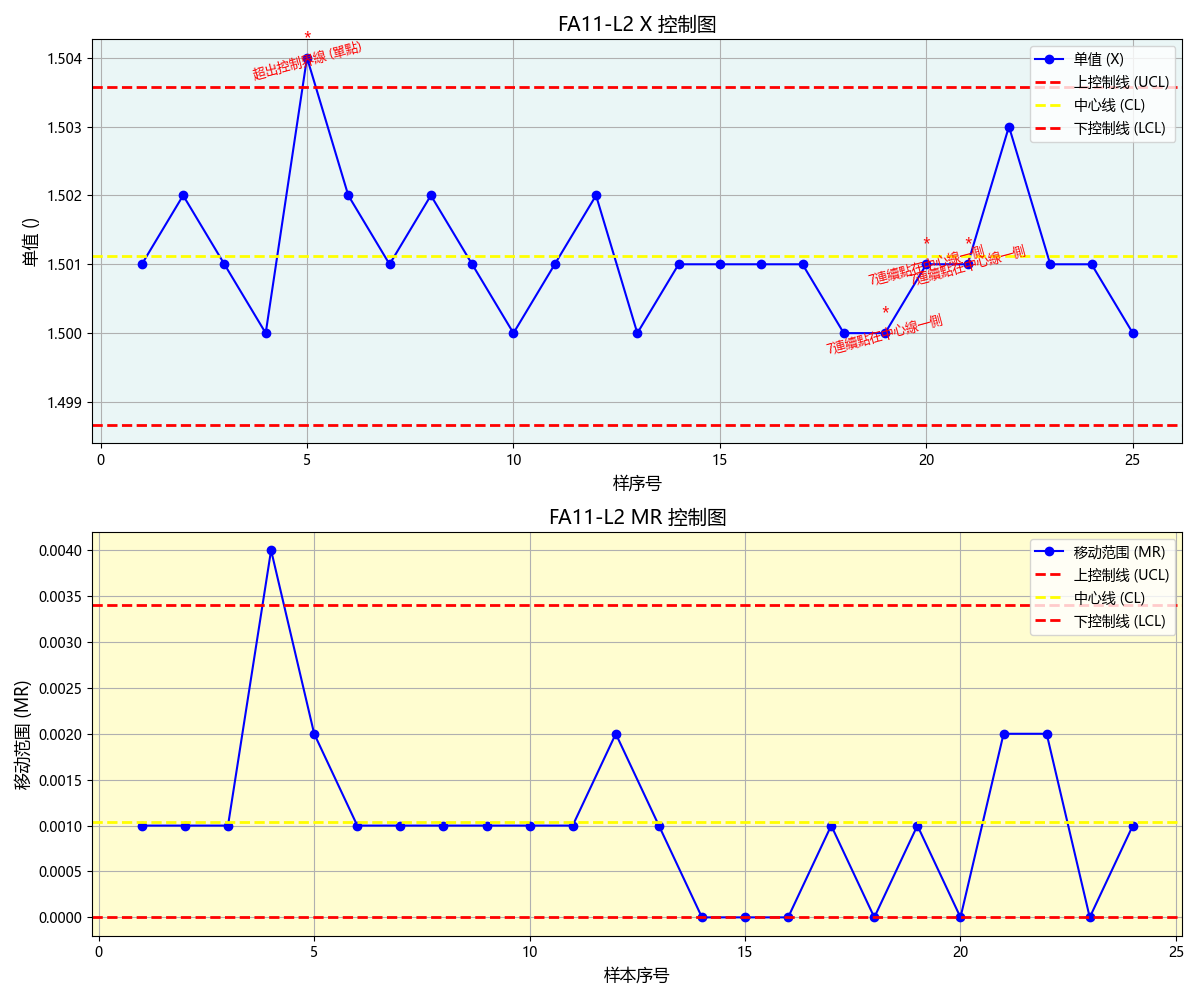 FA11-L2 X 控制图
*
超出控制界線 (單點)
单值 (X)
上控制线 (UCL)
中心线 (CL)
下控制线 (LCL)
1.504
1.503
1.502
1.501
1.500
1.499
单值 ()
*
*
7連續點在中心線一側
7連續點在中心線一側
*
7連續點在中心線一側
0
5
10
15
20
25
样序号
FA11-L2 MR 控制图
移动范围 (MR)
上控制线 (UCL)
中心线 (CL)
下控制线 (LCL)
0.0040
0.0035
0.0030
0.0025
0.0020
0.0015
0.0010
0.0005
0.0000
移动范围 (MR)
0
5
10
15
20
25
样本序号